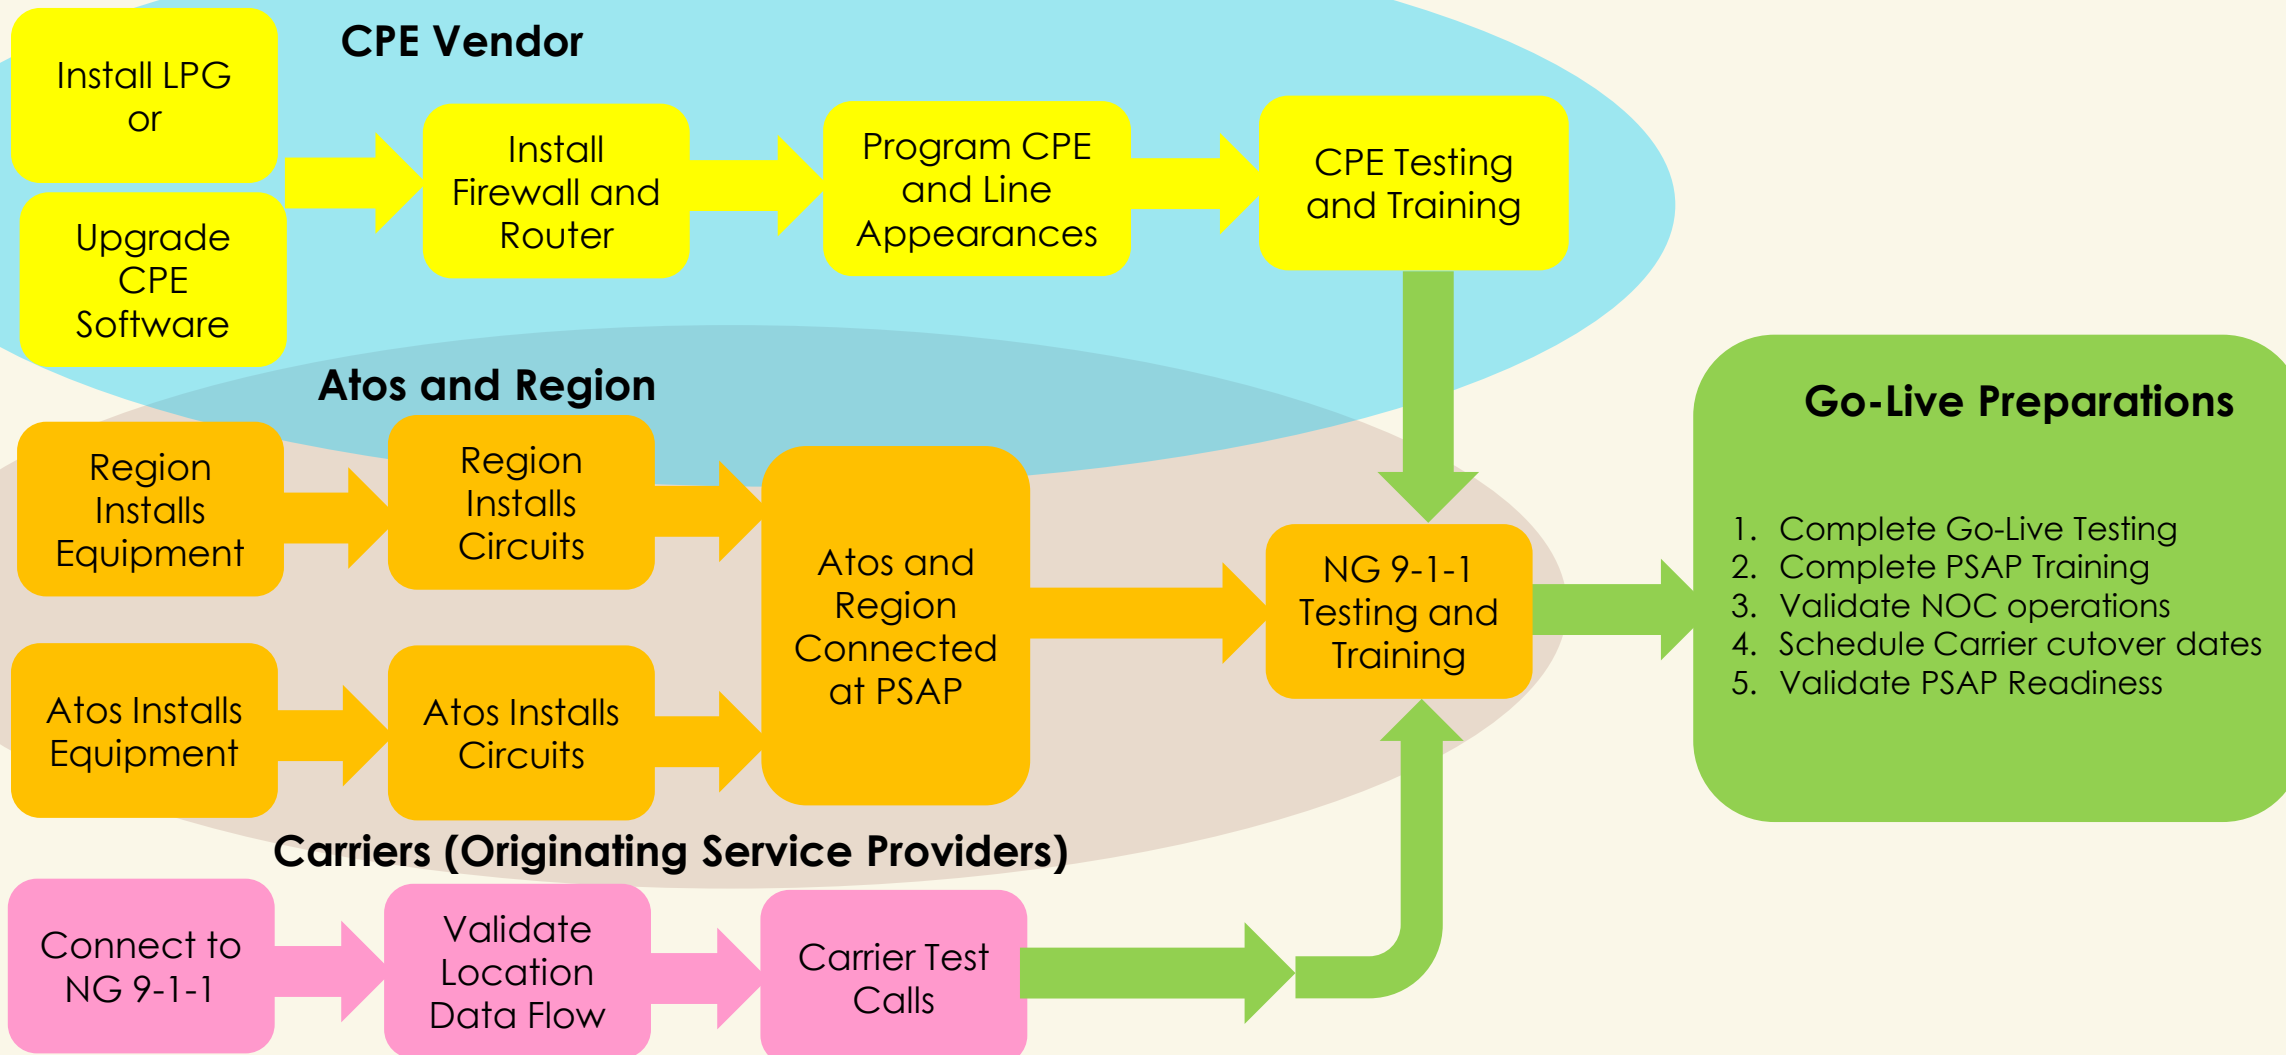 CPE Vendor
Install LPG
or
Upgrade
CPE
Software
Install
Firewall and
Router
Program CPE
and Line
Appearances
CPE Testing
and Training
Atos and Region
Region
Installs
Equipment
Region
Installs
Circuits
Atos Installs
Equipment
Atos Installs
Circuits
Atos and
Region
Connected
at PSAP
NG 9-1-1
Testing and
Training
Go-Live Preparations
1. Complete Go-Live Testing
2. Complete PSAP Training
3. Validate NOC operations
4. Schedule Carrier cutover dates
5. Validate PSAP Readiness
Carriers (Originating Service Providers)
Connect to
NG 9-1-1
Validate
Location
Data Flow
Carrier Test
Calls